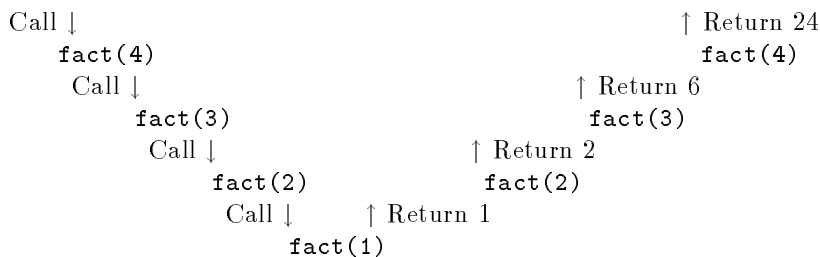 Call ↓ ↑ Return 24
fact(4) fact(4)
Call ↓ ↑ Return 6
fact(3) fact(3)
Call ↓ ↑ Return 2
fact(2) fact(2)
Call ↓ ↑ Return 1
fact(1)